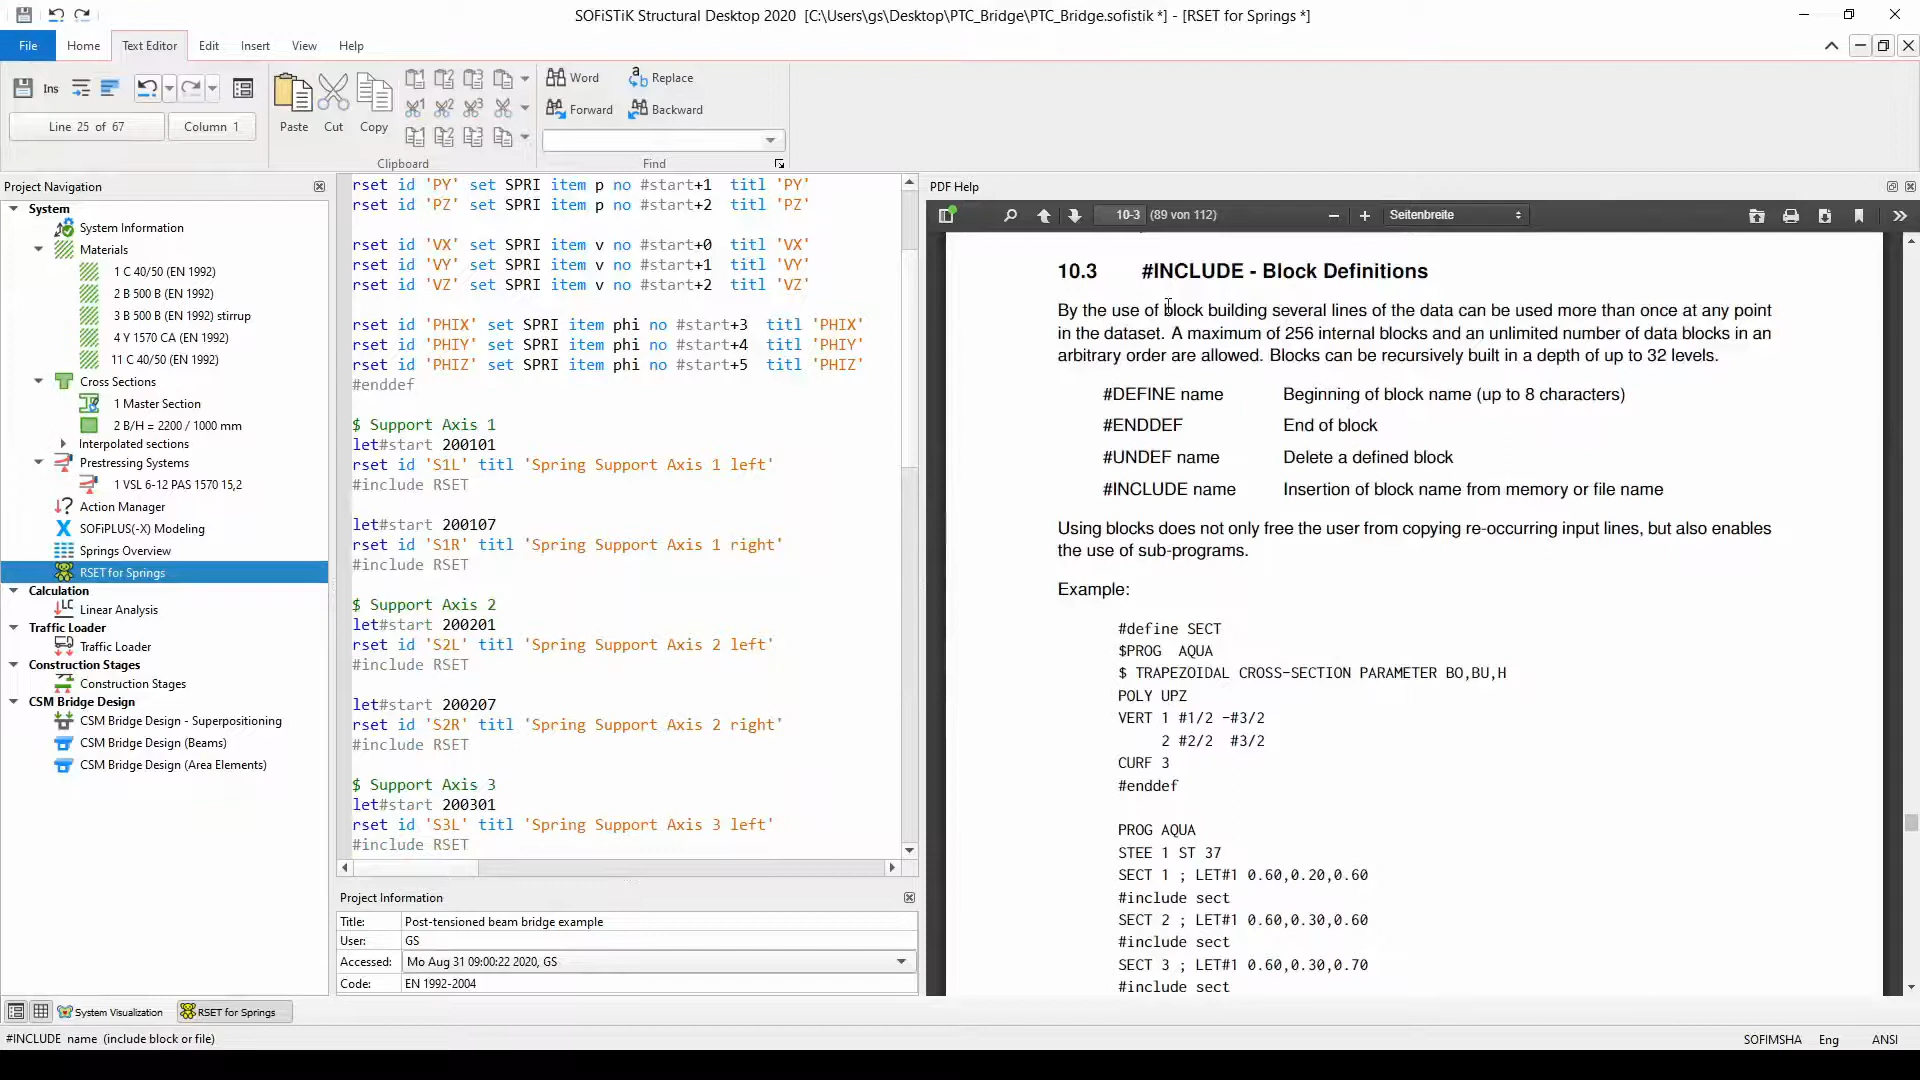 SOFiSTiK Structural Desktop 2020 [C:\Users\gs\Desktop\PTC_Bridge\PTC_Bridge.sofistik *] - [RSET for Springs *]
File Home Text Editor Edit Insert View Help
Ins
Line 25 of 67 Column 1
Paste Cut Copy
Clipboard
Word Replace
Forward Backward
Find
Project Navigation
System
System Information
Materials
1 C 40/50 (EN 1992)
2 B 500 B (EN 1992)
3 B 500 B (EN 1992) stirrup
4 Y 1570 CA (EN 1992)
11 C 40/50 (EN 1992)
Cross Sections
1 Master Section
2 B/H = 2200 / 1000 mm
Interpolated sections
Prestressing Systems
1 VSL 6-12 PAS 1570 15,2
Action Manager
SOFiPLUS(-X) Modeling
Springs Overview
RSET for Springs
Calculation
Linear Analysis
Traffic Loader
Traffic Loader
Construction Stages
Construction Stages
CSM Bridge Design
CSM Bridge Design - Superpositioning
CSM Bridge Design (Beams)
CSM Bridge Design (Area Elements)
rset id 'PY' set SPRI item p no #start+1 titl 'PY'
rset id 'PZ' set SPRI item p no #start+2 titl 'PZ'
rset id 'VX' set SPRI item v no #start+0 titl 'VX'
rset id 'VY' set SPRI item v no #start+1 titl 'VY'
rset id 'VZ' set SPRI item v no #start+2 titl 'VZ'
rset id 'PHIX' set SPRI item phi no #start+3 titl 'PHIX'
rset id 'PHIY' set SPRI item phi no #start+4 titl 'PHIY'
rset id 'PHIZ' set SPRI item phi no #start+5 titl 'PHIZ'
#enddef
$ Support Axis 1
let#start 200101
rset id 'S1L' titl 'Spring Support Axis 1 left'
#include RSET
let#start 200107
rset id 'S1R' titl 'Spring Support Axis 1 right'
#include RSET
$ Support Axis 2
let#start 200201
rset id 'S2L' titl 'Spring Support Axis 2 left'
#include RSET
let#start 200207
rset id 'S2R' titl 'Spring Support Axis 2 right'
#include RSET
$ Support Axis 3
let#start 200301
rset id 'S3L' titl 'Spring Support Axis 3 left'
#include RSET
Project Information
Title: Post-tensioned beam bridge example
User: GS
Accessed: Mo Aug 31 09:00:22 2020, GS
Code: EN 1992-2004
PDF Help
10-3 (89 von 112) Seitenbreite
10.3 #INCLUDE - Block Definitions
By the use of block building several lines of the data can be used more than once at any point
in the dataset. A maximum of 256 internal blocks and an unlimited number of data blocks in an
arbitrary order are allowed. Blocks can be recursively built in a depth of up to 32 levels.
#DEFINE name Beginning of block name (up to 8 characters)
#ENDDEF End of block
#UNDEF name Delete a defined block
#INCLUDE name Insertion of block name from memory or file name
Using blocks does not only free the user from copying re-occurring input lines, but also enables
the use of sub-programs.
Example:
#define SECT
$PROG AQUA
$ TRAPEZOIDAL CROSS-SECTION PARAMETER BO,BU,H
POLY UPZ
VERT 1 #1/2 -#3/2
2 #2/2 #3/2
CURF 3
#enddef
PROG AQUA
STEE 1 ST 37
SECT 1 ; LET#1 0.60,0.20,0.60
#include sect
SECT 2 ; LET#1 0.60,0.30,0.60
#include sect
SECT 3 ; LET#1 0.60,0.30,0.70
#include sect
System Visualization RSET for Springs
#INCLUDE name (include block or file) SOFIMSHA Eng ANSI